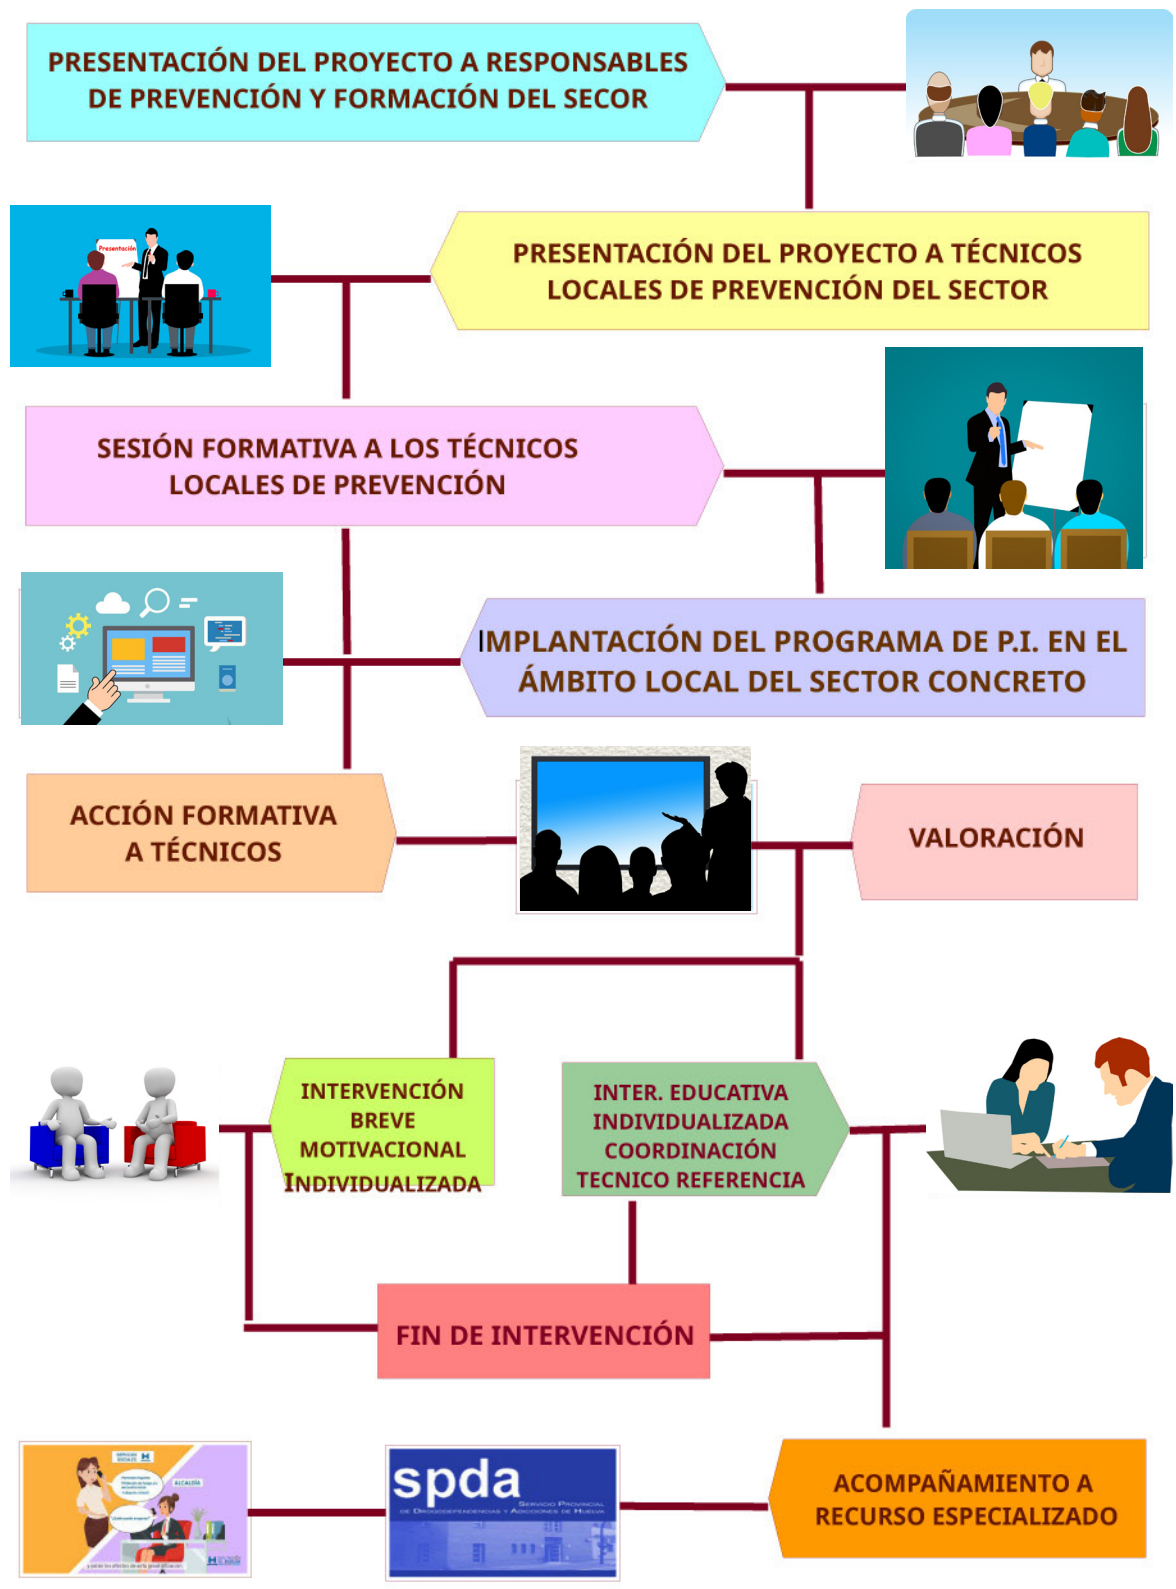 PRESENTACIÓN DEL PROYECTO A RESPONSABLES
DE PREVENCIÓN Y FORMACIÓN DEL SECOR
Presentación
PRESENTACIÓN DEL PROYECTO A TÉCNICOS
LOCALES DE PREVENCIÓN DEL SECTOR
SESIÓN FORMATIVA A LOS TÉCNICOS
LOCALES DE PREVENCIÓN
IMPLANTACIÓN DEL PROGRAMA DE P.I. EN EL
ÁMBITO LOCAL DEL SECTOR CONCRETO
ACCIÓN FORMATIVA
A TÉCNICOS
VALORACIÓN
INTERVENCIÓN
BREVE
MOTIVACIONAL
INDIVIDUALIZADA
INTER. EDUCATIVA
INDIVIDUALIZADA
COORDINACIÓN
TECNICO REFERENCIA
FIN DE INTERVENCIÓN
ALCALDÍA
spda
SERVICIO PROVINCIAL
DE DROGODEPENDENCIAS Y ADICCIONES DE HUELVA
ACOMPAÑAMIENTO A
RECURSO ESPECIALIZADO